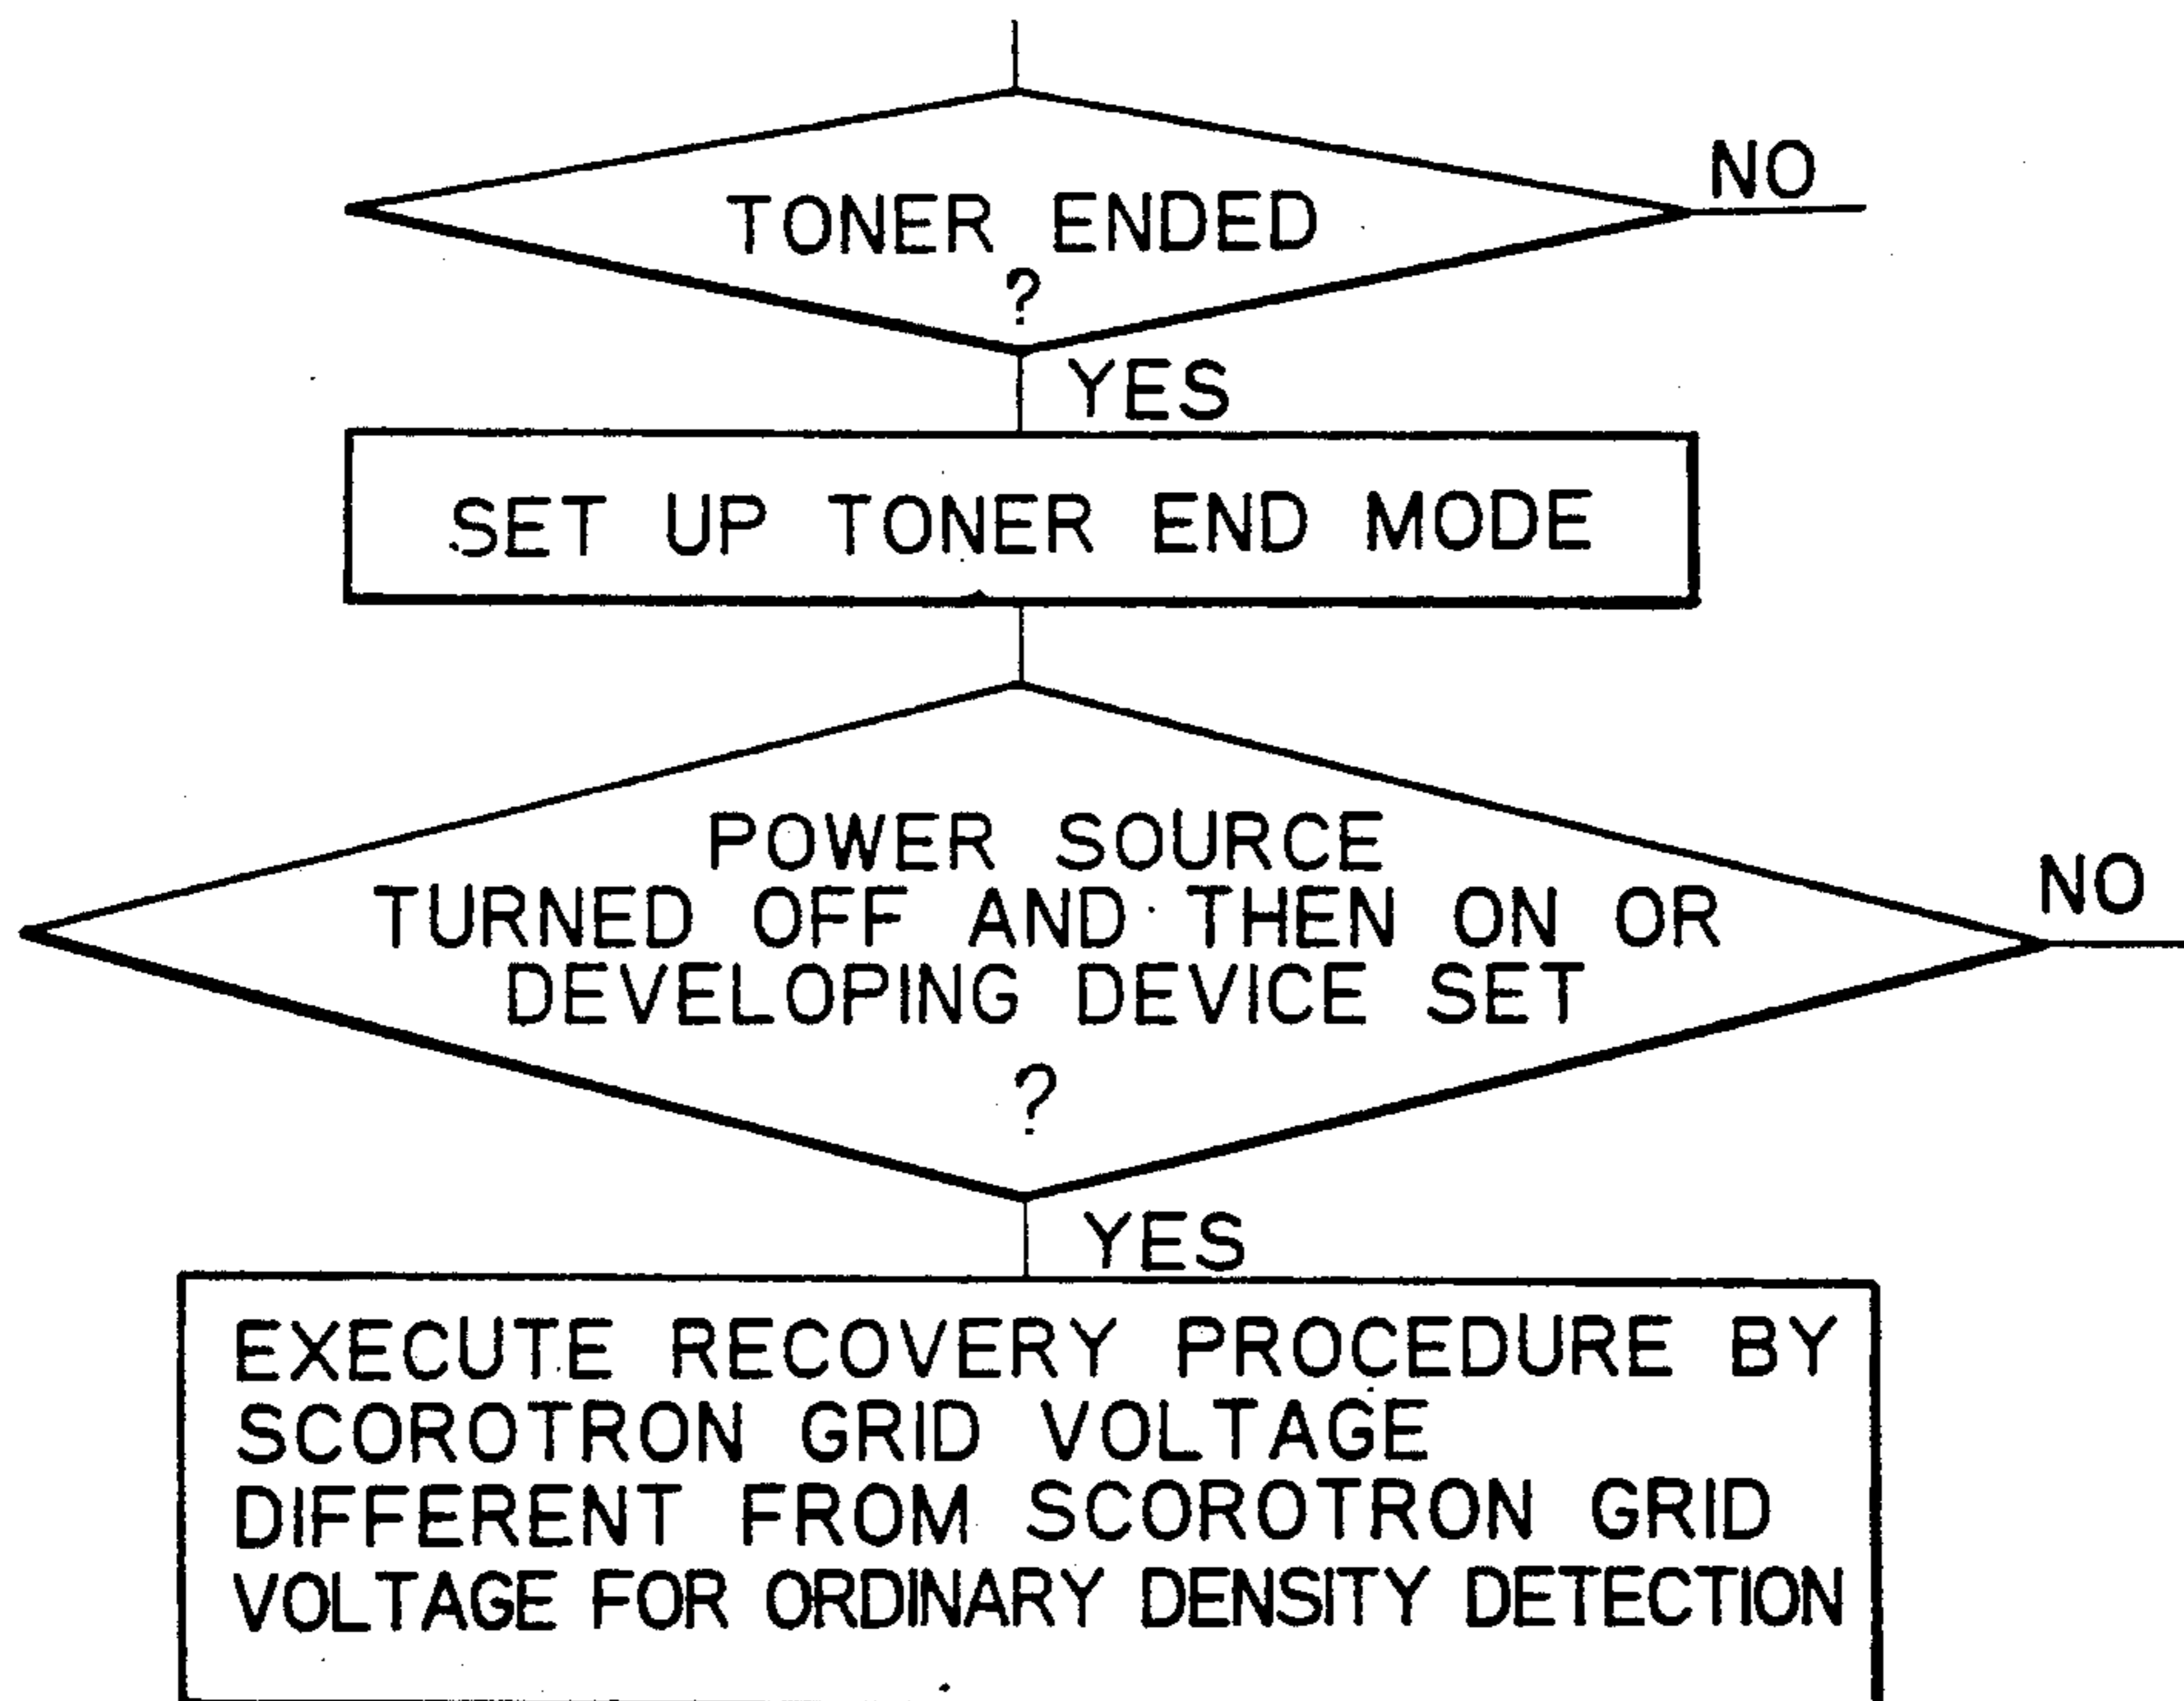 TONER ENDED
?
NO
YES
SET UP TONER END MODE
POWER SOURCE
TURNED OFF AND THEN ON OR
DEVELOPING DEVICE SET
?
NO
YES
EXECUTE RECOVERY PROCEDURE BY
SCOROTRON GRID VOLTAGE
DIFFERENT FROM SCOROTRON GRID
VOLTAGE FOR ORDINARY DENSITY DETECTION